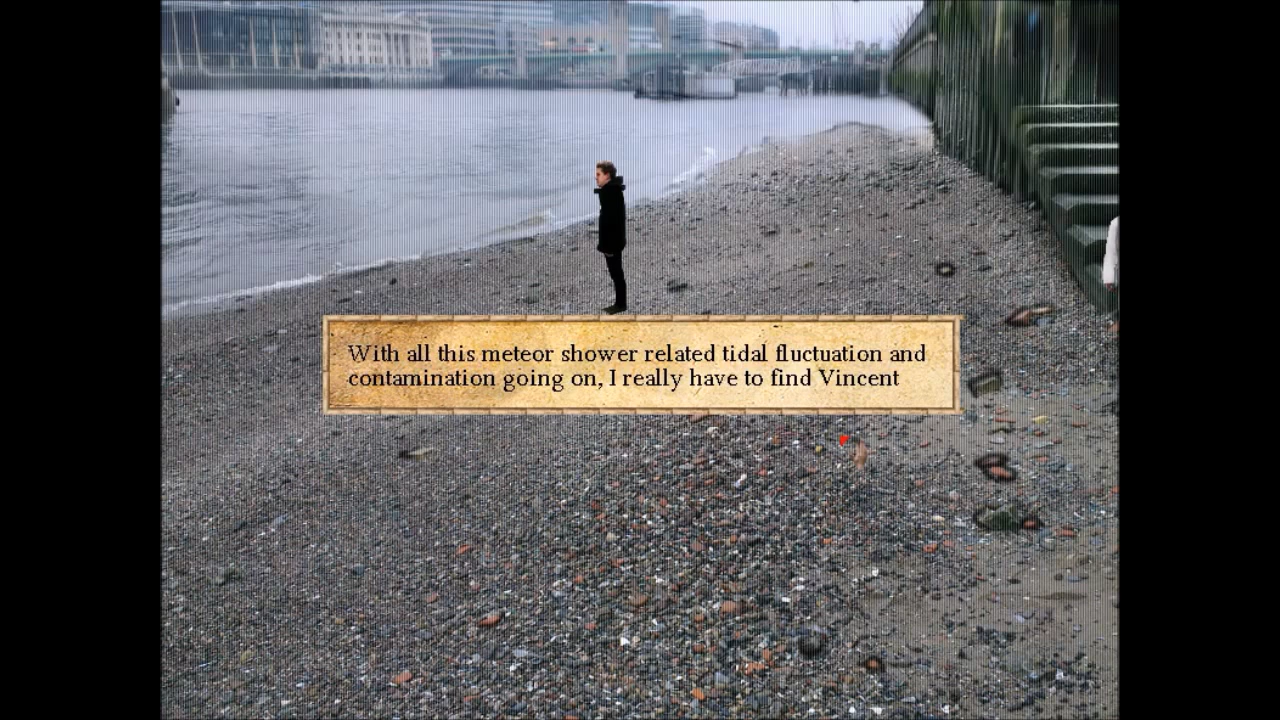 With all this meteor shower related tidal fluctuation and
contamination going on, I really have to find Vincent